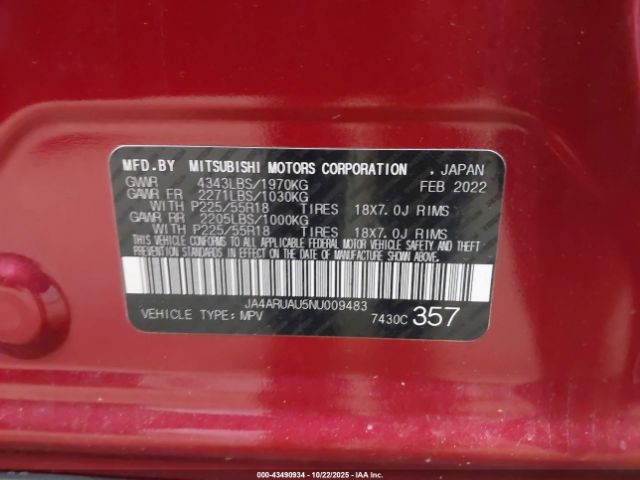 MFD.BY MITSUBISHI MOTORS CORPORATION . JAPAN
GVWR 4343LBS/1970KG FEB 2022
GAWR FR 2271LBS/1030KG
WITH P225/55R18 TIRES 18X7.0J RIMS
GAWR RR 2205LBS/1000KG
WITH P225/55R18 TIRES 18X7.0J RIMS
THIS VEHICLE CONFORMS TO ALL APPLICABLE FEDERAL MOTOR VEHICLE SAFETY AND THEFT
PREVENTION STANDARDS IN EFFECT ON THE DATE OF MANUFACTURE SHOWN ABOVE.
JA4ARUAU5NU009483
VEHICLE TYPE: MPV 7430C 357
000-43490934 - 10/22/2025 - IAAI.COM